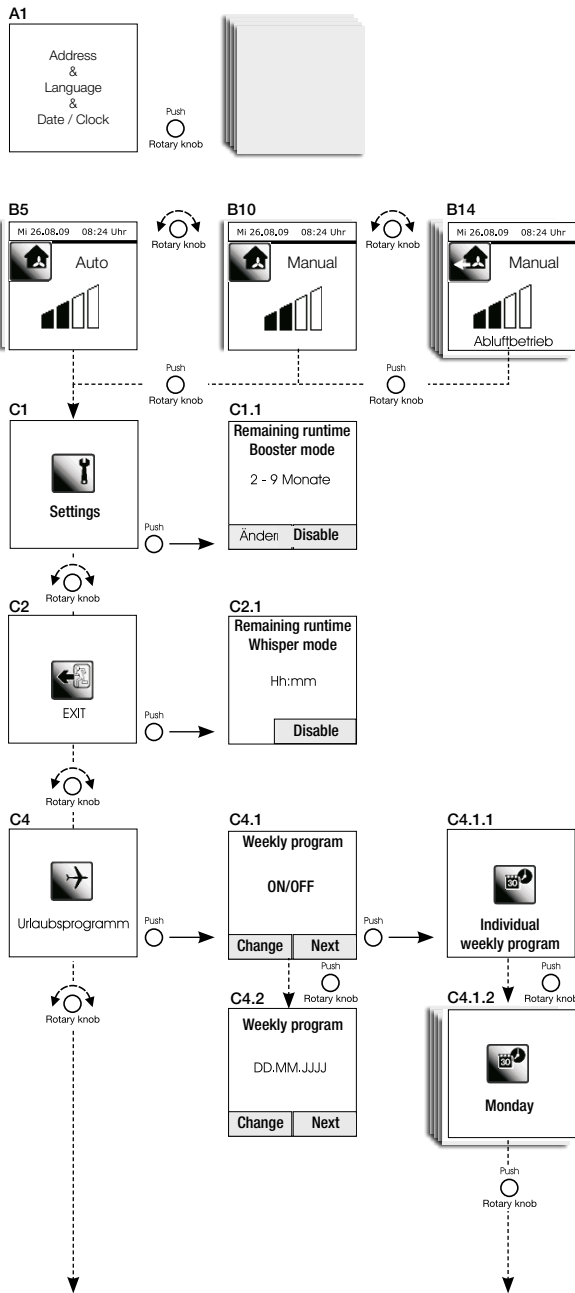 A1
Address
&
Language
&
Date / Clock
Push
Rotary knob
B5
Mi 26.08.09 08:24 Uhr
Auto
Rotary knob
B10
Mi 26.08.09 08:24 Uhr
Manual
Rotary knob
B14
Mi 26.08.09 08:24 Uhr
Manual
Abluftbetrieb
Push
Rotary knob
Push
Rotary knob
C1
Settings
Push
C1.1
Remaining runtime
Booster mode
2 - 9 Monate
Änder Disable
Rotary knob
C2
EXIT
Push
C2.1
Remaining runtime
Whisper mode
Hh:mm
Disable
Rotary knob
C4
Urlaubsprogramm
Push
C4.1
Weekly program
ON/OFF
Change Next
Push
C4.1.1
30
Individual
weekly program
Rotary knob
Push
Rotary knob
Push
Rotary knob
C4.2
Weekly program
DD.MM.JJJJ
Change Next
C4.1.2
30
Monday
Push
Rotary knob